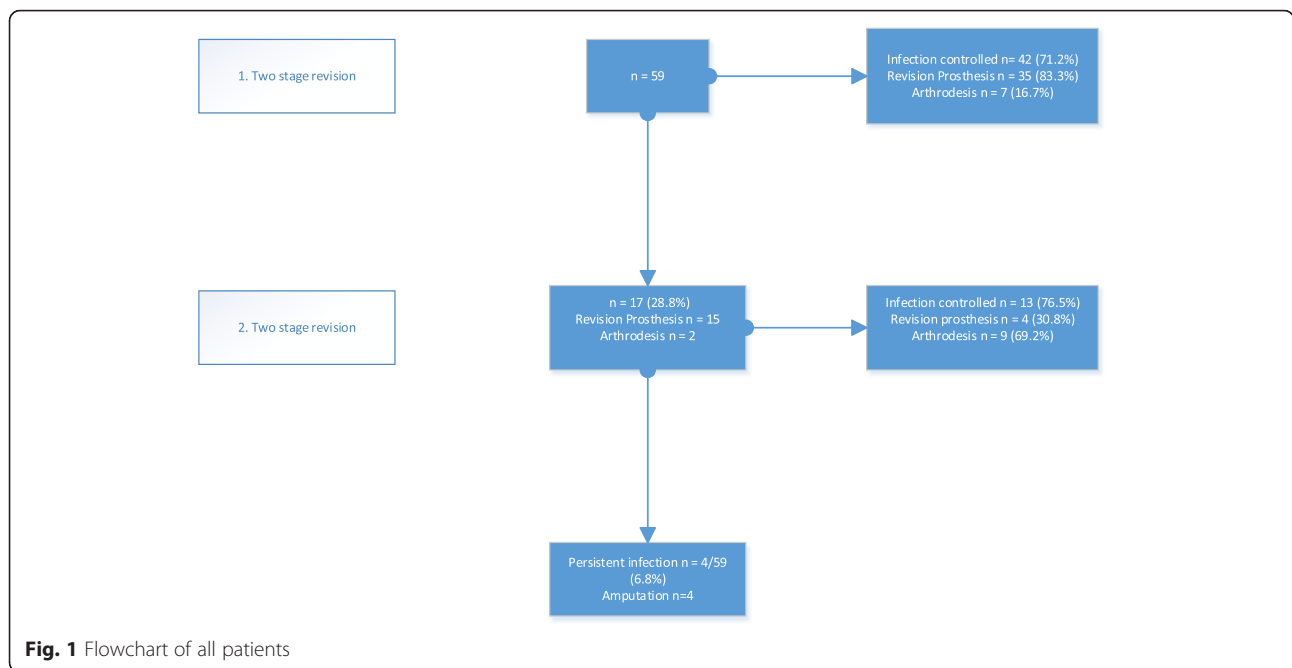 1. Two stage revision
n = 59
Infection controlled n= 42 (71.2%)
Revision Prosthesis n = 35 (83.3%)
Arthrodesis n = 7 (16.7%)
2. Two stage revision
n = 17 (28.8%)
Revision Prosthesis n = 15
Arthrodesis n = 2
Infection controlled n = 13 (76.5%)
Revision prosthesis n = 4 (30.8%)
Arthrodesis n = 9 (69.2%)
Persistent infection n = 4/59
(6.8%)
Amputation n=4
Fig. 1 Flowchart of all patients